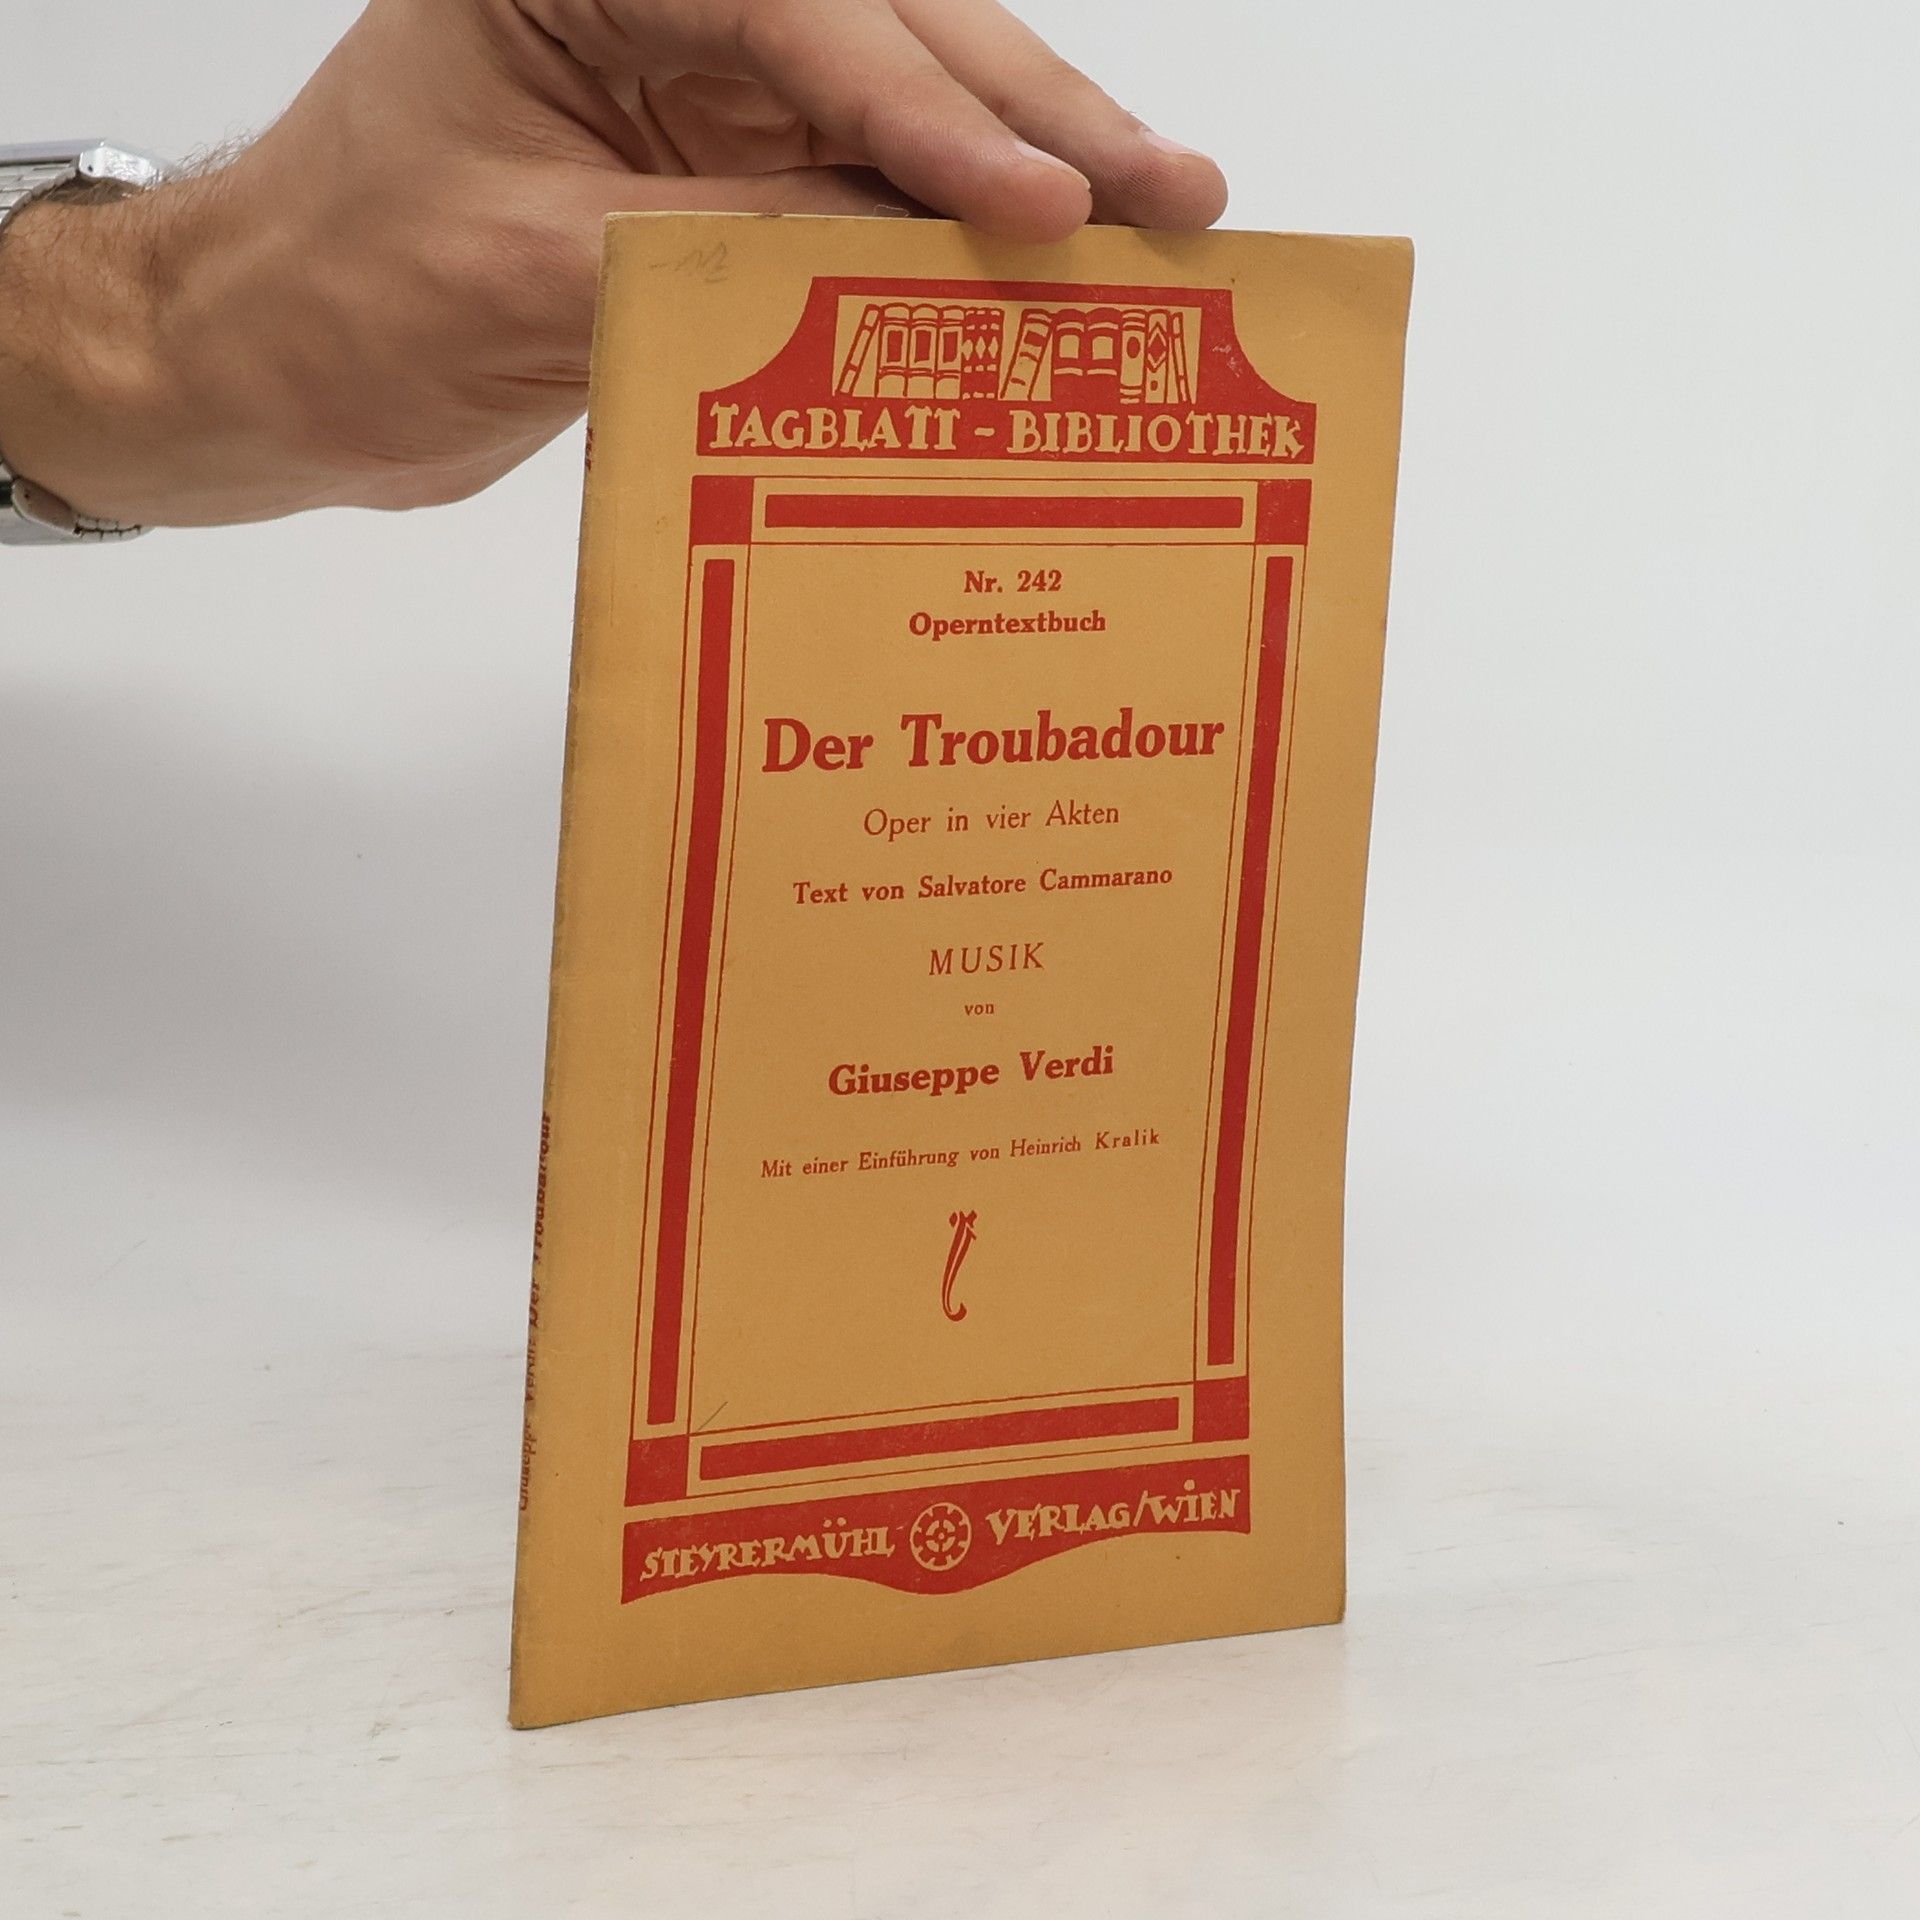 TAGBLATT - BIBLIOTHEK
Nr. 242
Operntextbuch
Der Troubadour
Oper in vier Akten
Text von Salvatore Cammarano
MUSIK
von
Giuseppe Verdi
Mit einer Einführung von Heinrich Kralik
STEYRERMÜHL VERLAG/WIEN
Giuseppe Verdi: Der Troubadour